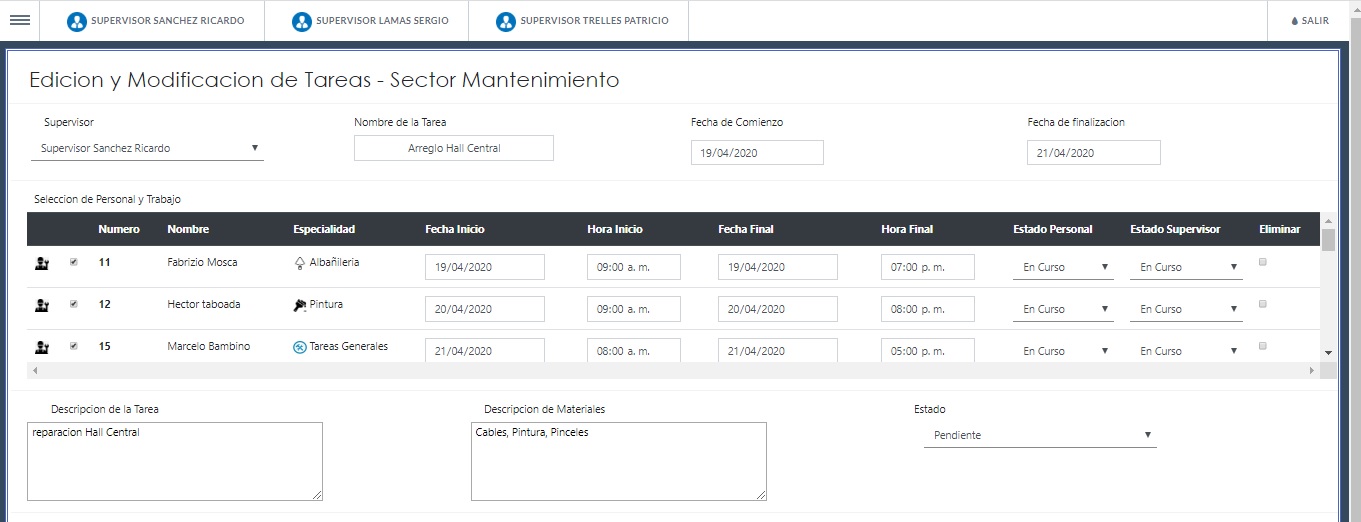 SUPERVISOR SANCHEZ RICARDO SUPERVISOR LAMAS SERGIO SUPERVISOR TRELLES PATRICIO SALIR
Edicion y Modificacion de Tareas - Sector Mantenimiento
Supervisor Nombre de la Tarea Fecha de Comienzo Fecha de finalizacion
Supervisor Sanchez Ricardo Arreglo Hall Central 19/04/2020 21/04/2020
Seleccion de Personal y Trabajo
Numero Nombre Especialidad Fecha Inicio Hora Inicio Fecha Final Hora Final Estado Personal Estado Supervisor Eliminar
11 Fabrizio Mosca Albañileria 19/04/2020 09:00 a. m. 19/04/2020 07:00 p. m. En Curso En Curso
12 Hector taboada Pintura 20/04/2020 09:00 a. m. 20/04/2020 08:00 p. m. En Curso En Curso
15 Marcelo Bambino Tareas Generales 21/04/2020 08:00 a. m. 21/04/2020 05:00 p. m. En Curso En Curso
Descripcion de la Tarea Descripcion de Materiales Estado
reparacion Hall Central Cables, Pintura, Pinceles Pendiente